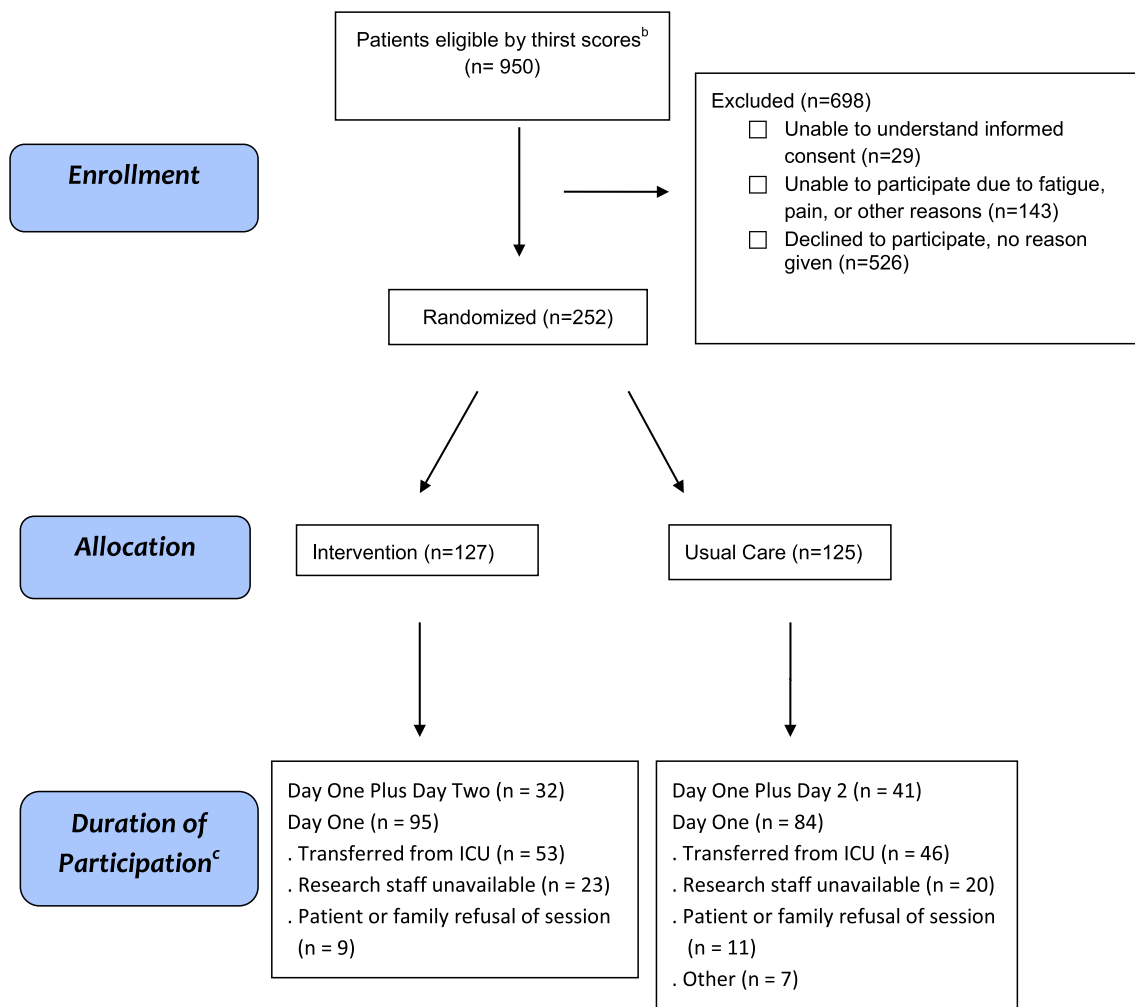 Patients eligible by thirst scoresᵇ
(n= 950)
Excluded (n=698)
☐ Unable to understand informed
consent (n=29)
☐ Unable to participate due to fatigue,
pain, or other reasons (n=143)
☐ Declined to participate, no reason
given (n=526)
Enrollment
Randomized (n=252)
Allocation
Intervention (n=127)
Usual Care (n=125)
Duration of
Participationᶜ
Day One Plus Day Two (n = 32)
Day One (n = 95)
. Transferred from ICU (n = 53)
. Research staff unavailable (n = 23)
. Patient or family refusal of session
(n = 9)
Day One Plus Day 2 (n = 41)
Day One (n = 84)
. Transferred from ICU (n = 46)
. Research staff unavailable (n = 20)
. Patient or family refusal of session
(n = 11)
. Other (n = 7)